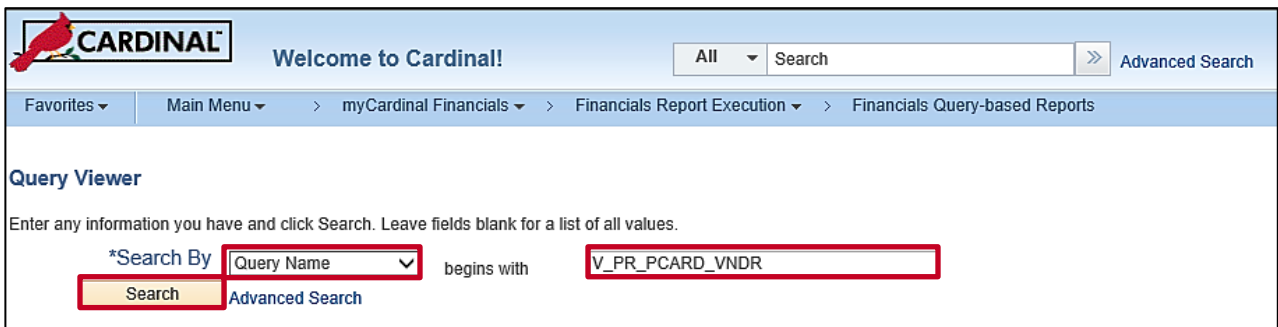 CARDINAL
Welcome to Cardinal!
All
Search
Advanced Search
Favorites
Main Menu > myCardinal Financials > Financials Report Execution > Financials Query-based Reports
Query Viewer
Enter any information you have and click Search. Leave fields blank for a list of all values.
*Search By Query Name begins with V_PR_PCARD_VNDR
Search Advanced Search